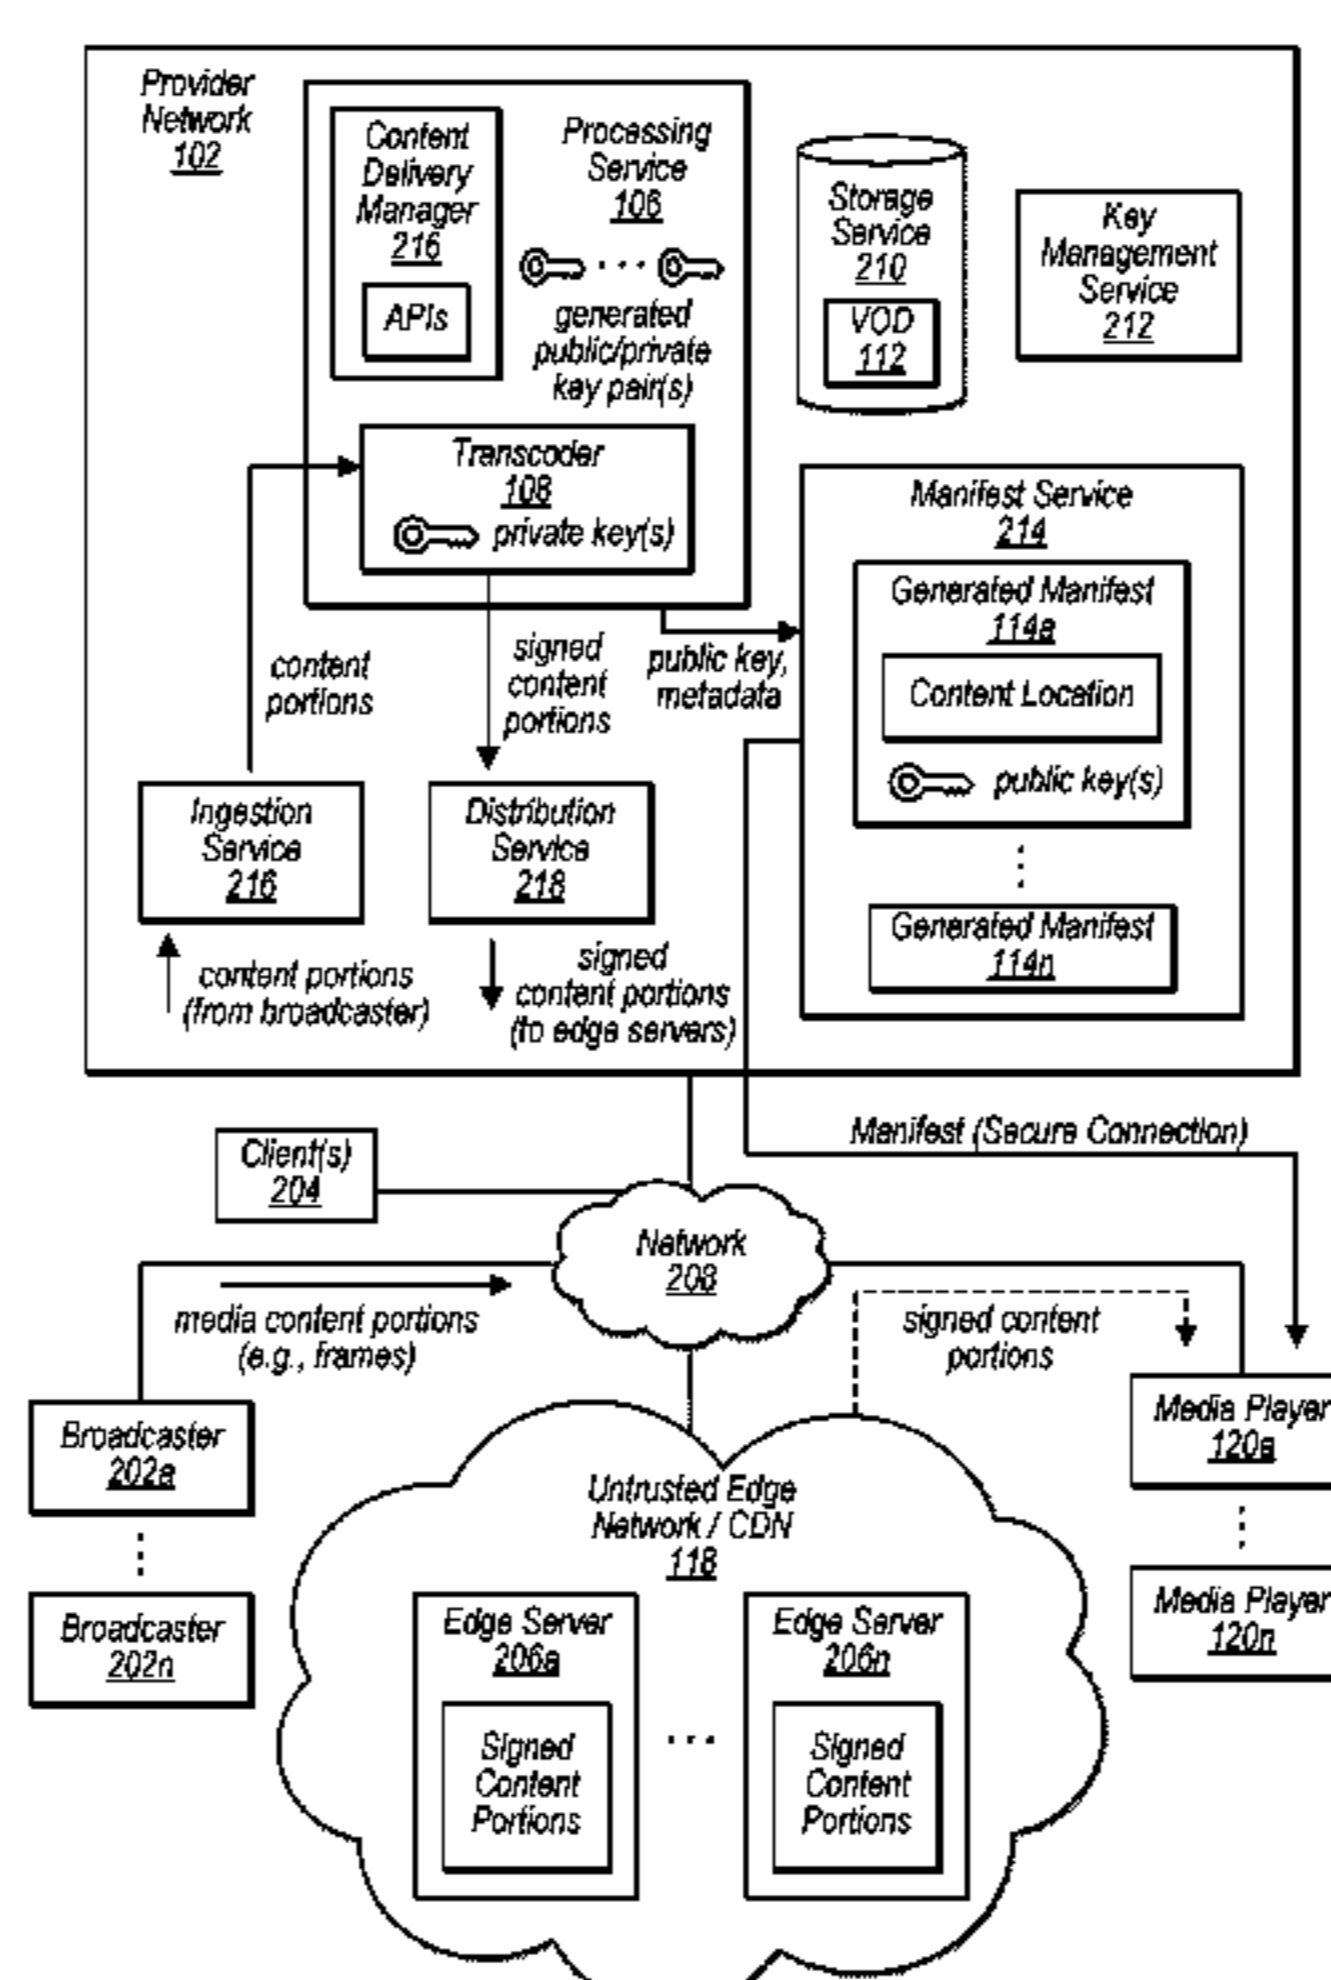 Provider
Network
102
Content
Delivery
Manager
216
APIs
Processing
Service
106
generated
public/private
key pair(s)
Transcoder
108
private key(s)
Storage
Service
210
VOD
112
Key
Management
Service
212
Manifest Service
214
Generated Manifest
114a
Content Location
public key(s)
Generated Manifest
114n
content
portions
signed
content
portions
public key,
metadata
Ingestion
Service
216
Distribution
Service
218
content portions
(from broadcaster)
signed
content portions
(to edge servers)
Manifest (Secure Connection)
Client(s)
204
Network
208
media content portions
(e.g., frames)
signed content
portions
Broadcaster
202a
Broadcaster
202n
Media Player
120a
Media Player
120n
Untrusted Edge
Network / CDN
118
Edge Server
206a
Signed
Content
Portions
Edge Server
206n
Signed
Content
Portions